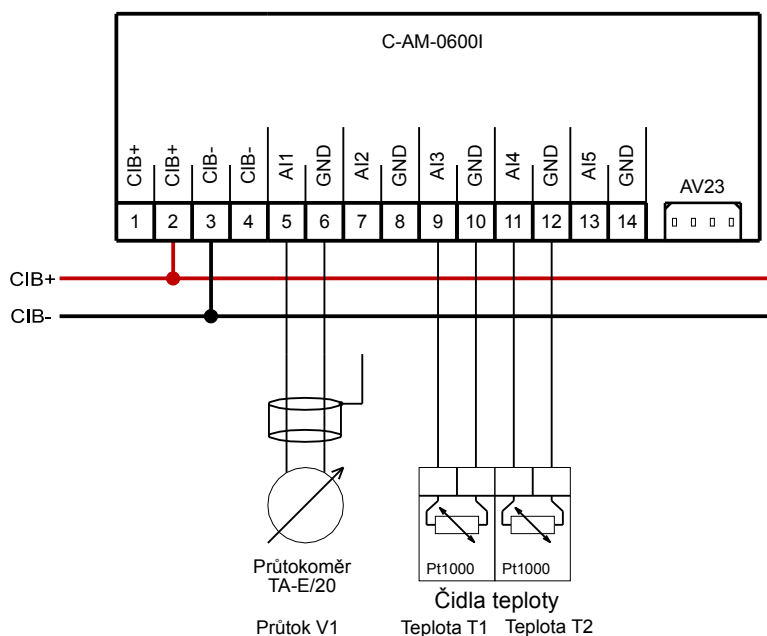 C-AM-0600I
CIB+ CIB+ CIB- CIB- AI1 GND AI2 GND AI3 GND AI4 GND AI5 GND
AV23
1 2 3 4 5 6 7 8 9 10 11 12 13 14
CIB+
CIB-
Pt1000 Pt1000
Průtokoměr
TA-E/20
Čidla teploty
Průtok V1 Teplota T1 Teplota T2